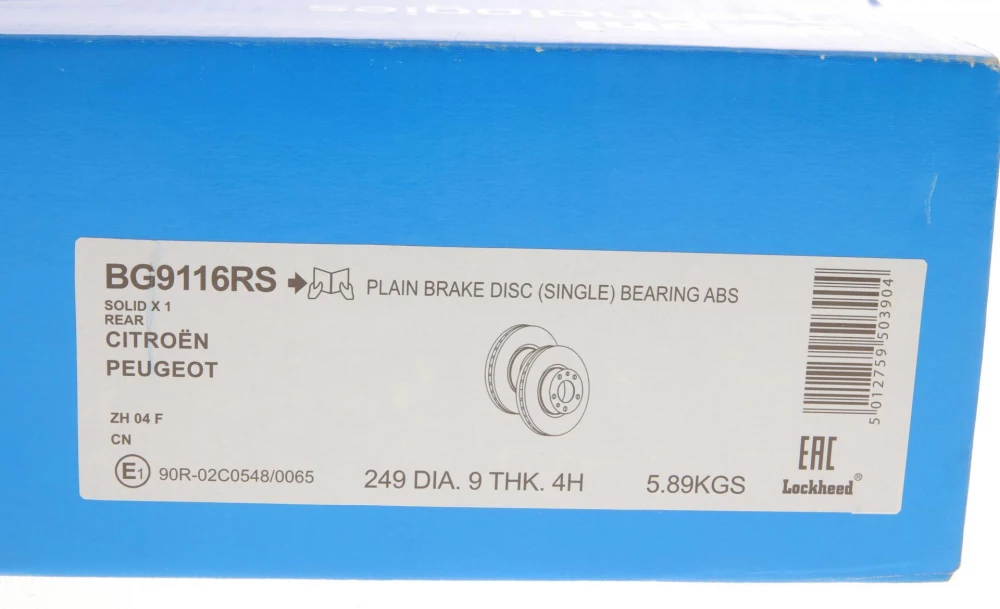 BG9116RS
PLAIN BRAKE DISC (SINGLE) BEARING ABS
SOLID X 1
REAR
CITROËN
PEUGEOT
ZH 04 F
CN
E1 90R-02C0548/0065
249 DIA. 9 THK. 4H
5.89KGS
5 012759 503904
EAC
Lockheed®